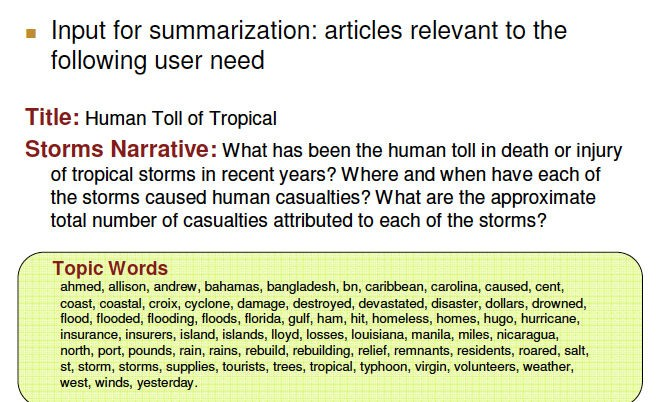 Input for summarization: articles relevant to the
following user need
Title: Human Toll of Tropical
Storms Narrative: What has been the human toll in death or injury
of tropical storms in recent years? Where and when have each of
the storms caused human casualties? What are the approximate
total number of casualties attributed to each of the storms?
Topic Words
ahmed, allison, andrew, bahamas, bangladesh, bn, caribbean, carolina, caused, cent,
coast, coastal, croix, cyclone, damage, destroyed, devastated, disaster, dollars, drowned,
flood, flooded, flooding, floods, florida, gulf, ham, hit, homeless, homes, hugo, hurricane,
insurance, insurers, island, islands, lloyd, losses, louisiana, manila, miles, nicaragua,
north, port, pounds, rain, rains, rebuild, rebuilding, relief, remnants, residents, roared, salt,
st, storm, storms, supplies, tourists, trees, tropical, typhoon, virgin, volunteers, weather,
west, winds, yesterday.